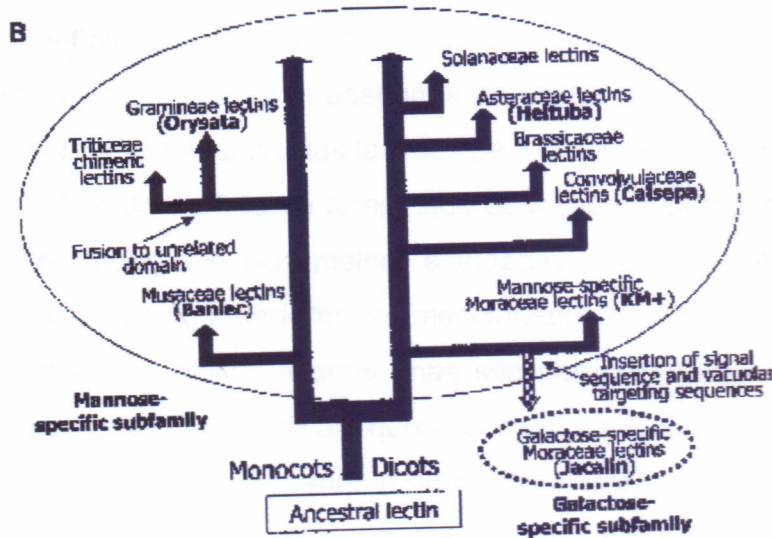 B
Solanaceae lectins
Gramineae lectins
(Orysata)
Asteraceae lectins
(Heltuba)
Triticeae
chimeric
lectins
Brassicaceae
lectins
Convolvulaceae
lectins (Calsepa)
Fusion to unrelated
domain
Musaceae lectins
(Banlec)
Mannose-specific
Moraceae lectins (KM+)
Insertion of signal
sequence and vacuolar
targeting sequences
Mannose-
specific subfamily
Galactose-specific
Moraceae lectins
(Jacalin)
Monocots
Dicots
Galactose-
specific subfamily
Ancestral lectin